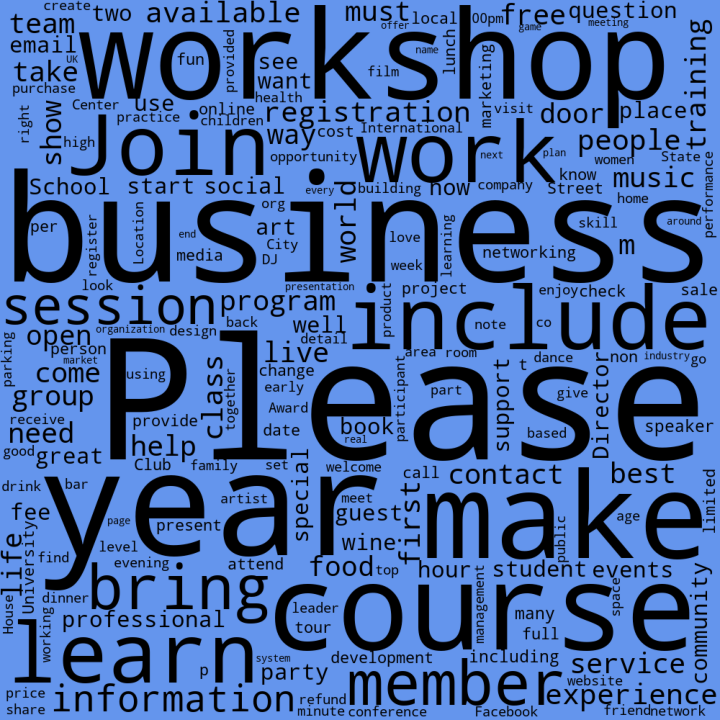 create
two available must local 00pm free question
team offer meeting
email UK workshop lunch game
take fun provided see film name training
purchase want marketing
Center use online health visit door place
right show practice children registration
high Join way cost International work people
opportunity next plan women State
School start social every building now company know Street music performance
per business org world love home
register Location end art City learning skill around
media DJ week networking m
look presentation product project enjoy check sale
session program include
organization design back well detail note co
parking open person Please live area room t dance non industry go
market using class change participant part support give Director
come together early
group provide Award book based speaker
receive date real
need help
good great Club family set welcome call contact best
drink bar year artist special meet first make limited
fee page present guest age
life University level wine public
find evening attend food top hour student events
House dinner bring management space community
working professional leader course many
tour full
learn system development including service
p party member website
price information refund experience
share minute conference Facebook friend network